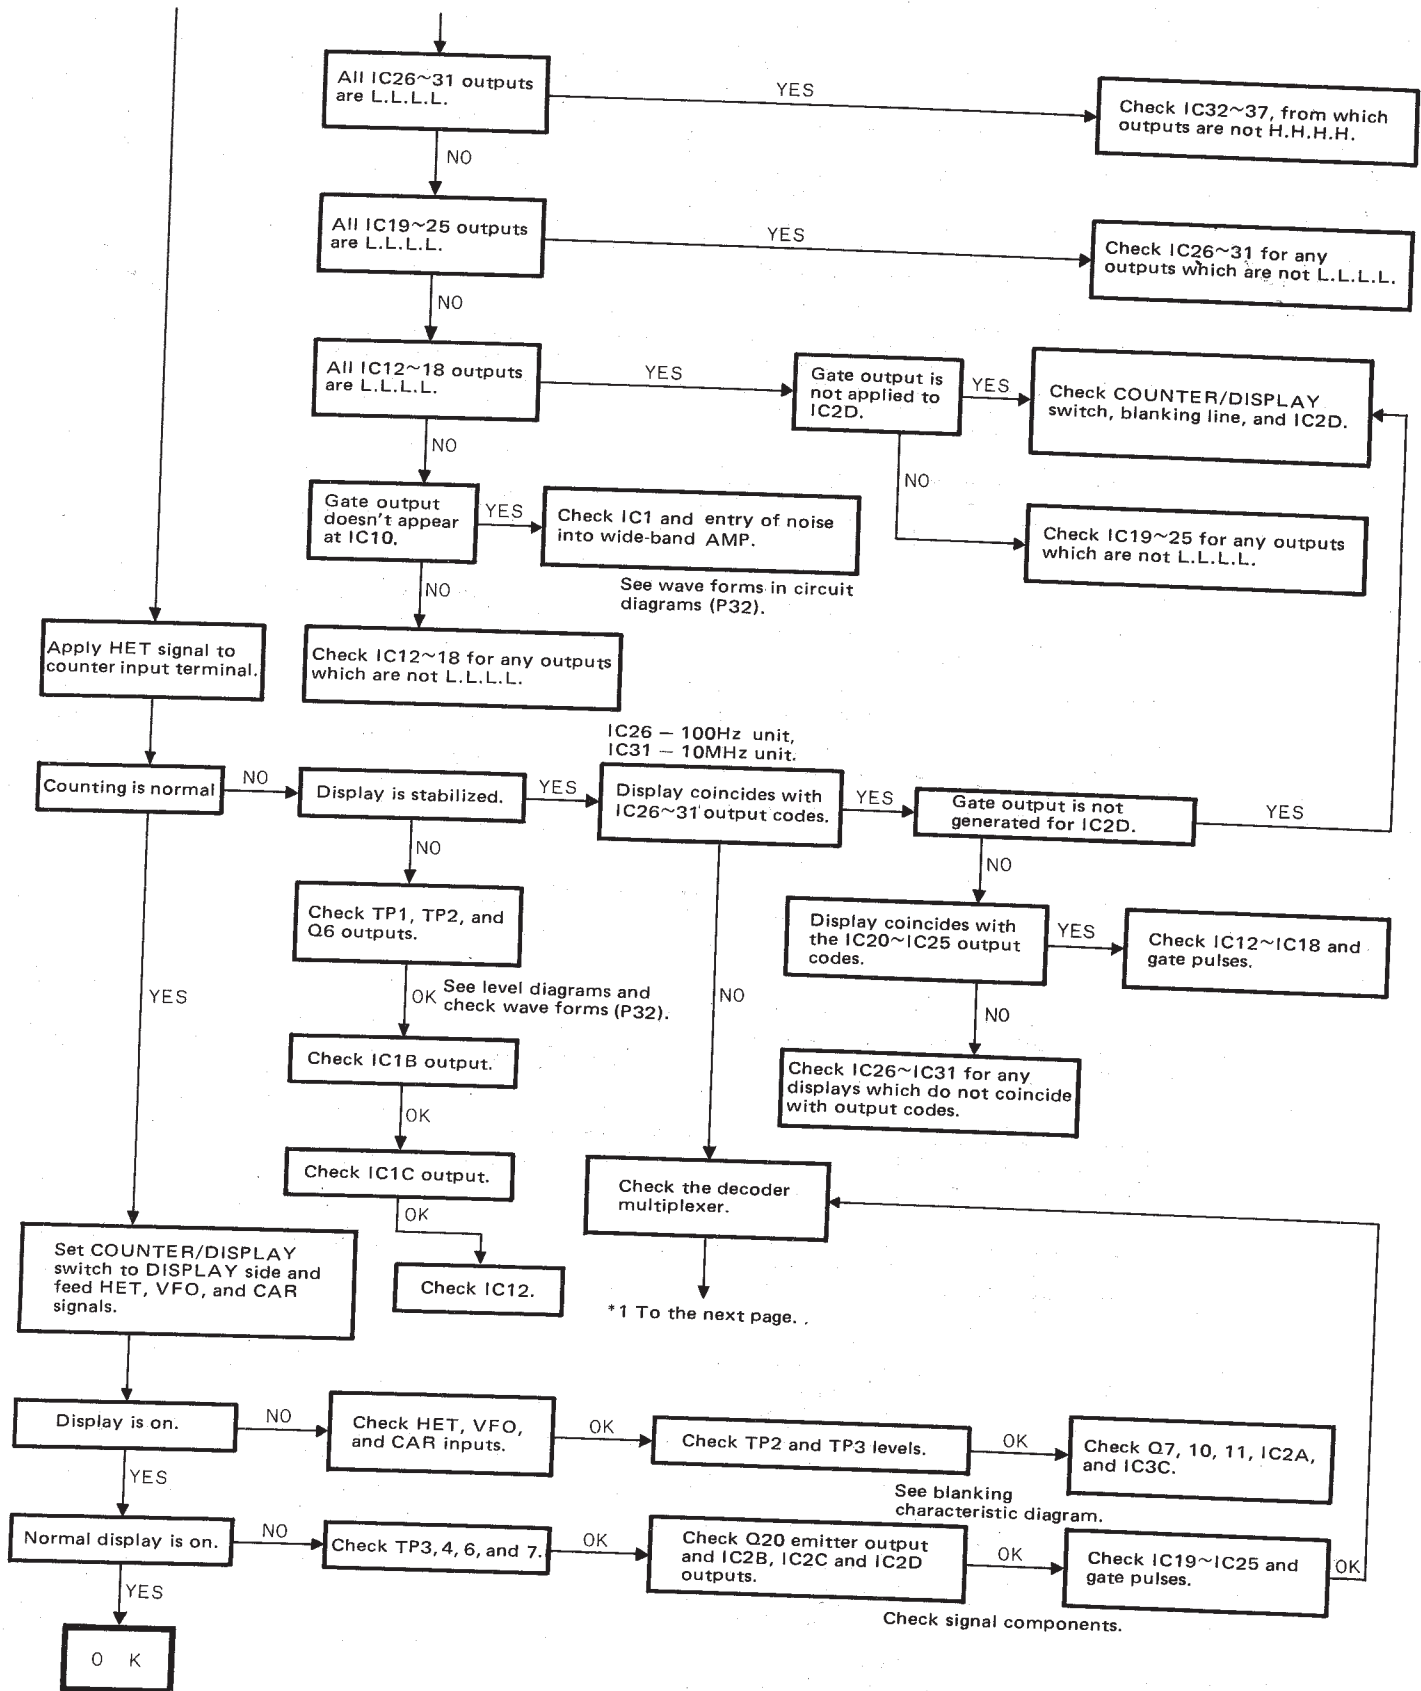 All IC26~31 outputs
are L.L.L.L.
YES
Check IC32~37, from which
outputs are not H.H.H.H.
NO
All IC19~25 outputs
are L.L.L.L.
YES
Check IC26~31 for any
outputs which are not L.L.L.L.
NO
All IC12~18 outputs
are L.L.L.L.
YES
Gate output is
not applied to
IC2D.
YES
Check COUNTER/DISPLAY
switch, blanking line, and IC2D.
NO
NO
Gate output
doesn't appear
at IC10.
YES
Check IC1 and entry of noise
into wide-band AMP.
Check IC19~25 for any outputs
which are not L.L.L.L.
See wave forms in circuit
diagrams (P32).
NO
Apply HET signal to
counter input terminal.
Check IC12~18 for any outputs
which are not L.L.L.L.
IC26 – 100Hz unit,
IC31 – 10MHz unit.
Counting is normal
NO
Display is stabilized.
YES
Display coincides with
IC26~31 output codes.
YES
Gate output is not
generated for IC2D.
YES
NO
NO
Check TP1, TP2, and
Q6 outputs.
Display coincides with
the IC20~IC25 output
codes.
YES
Check IC12~IC18 and
gate pulses.
YES
OK
See level diagrams and
check wave forms (P32).
NO
NO
Check IC1B output.
Check IC26~IC31 for any
displays which do not coincide
with output codes.
OK
Check IC1C output.
Check the decoder
multiplexer.
OK
Set COUNTER/DISPLAY
switch to DISPLAY side and
feed HET, VFO, and CAR
signals.
Check IC12.
*1 To the next page. .
Display is on.
NO
Check HET, VFO,
and CAR inputs.
OK
Check TP2 and TP3 levels.
OK
Check Q7, 10, 11, IC2A,
and IC3C.
YES
See blanking
characteristic diagram.
Normal display is on.
NO
Check TP3, 4, 6, and 7.
OK
Check Q20 emitter output
and IC2B, IC2C and IC2D
outputs.
OK
Check IC19~IC25 and
gate pulses.
OK
YES
Check signal components.
O K